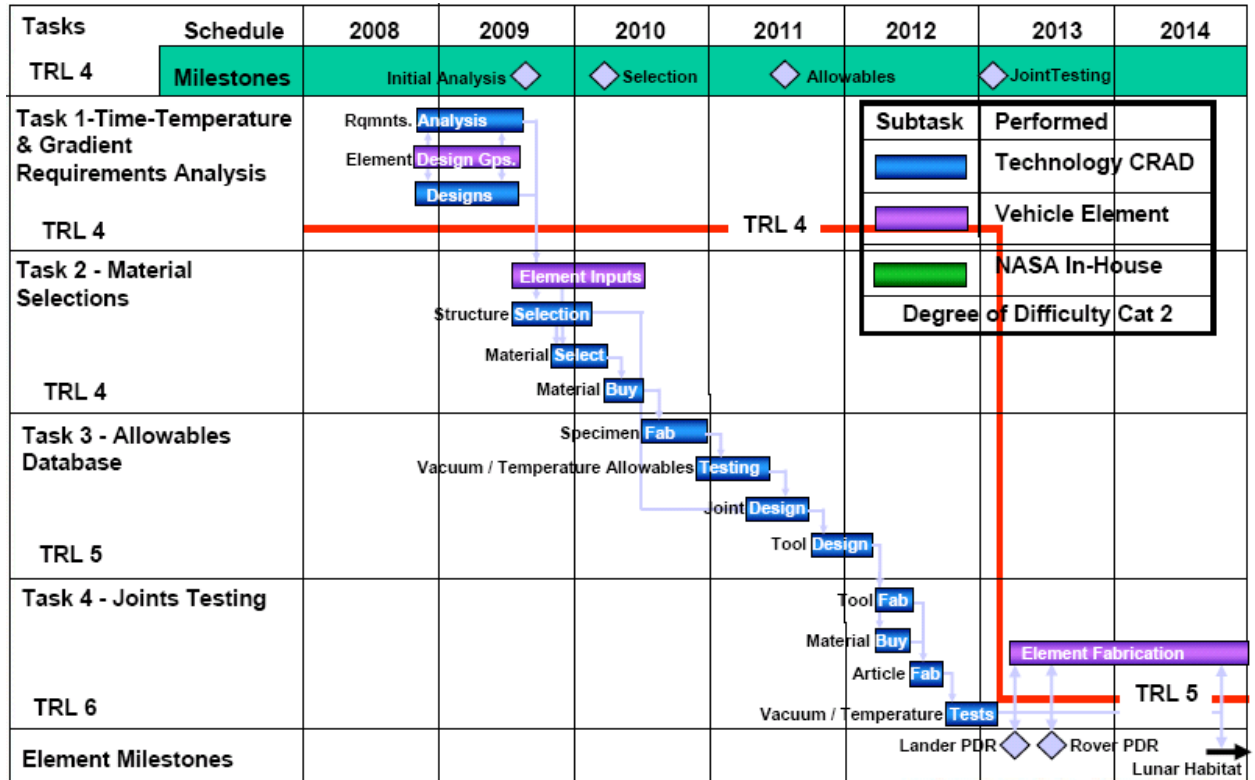 Tasks Schedule 2008 2009 2010 2011 2012 2013 2014
TRL 4 Milestones Initial Analysis Selection Allowables JointTesting
Task 1-Time-Temperature
& Gradient
Requirements Analysis
TRL 4
Rqmnts. Analysis
Element Design Gps.
Designs
TRL 4
Subtask Performed
Technology CRAD
Vehicle Element
NASA In-House
Degree of Difficulty Cat 2
Task 2 - Material
Selections
TRL 4
Element Inputs
Structure Selection
Material Select
Material Buy
Task 3 - Allowables
Database
TRL 5
Specimen Fab
Vacuum / Temperature Allowables Testing
Joint Design
Tool Design
Task 4 - Joints Testing
TRL 6
Tool Fab
Material Buy
Article Fab
Vacuum / Temperature Tests
Element Fabrication
TRL 5
Element Milestones
Lander PDR Rover PDR
Lunar Habitat